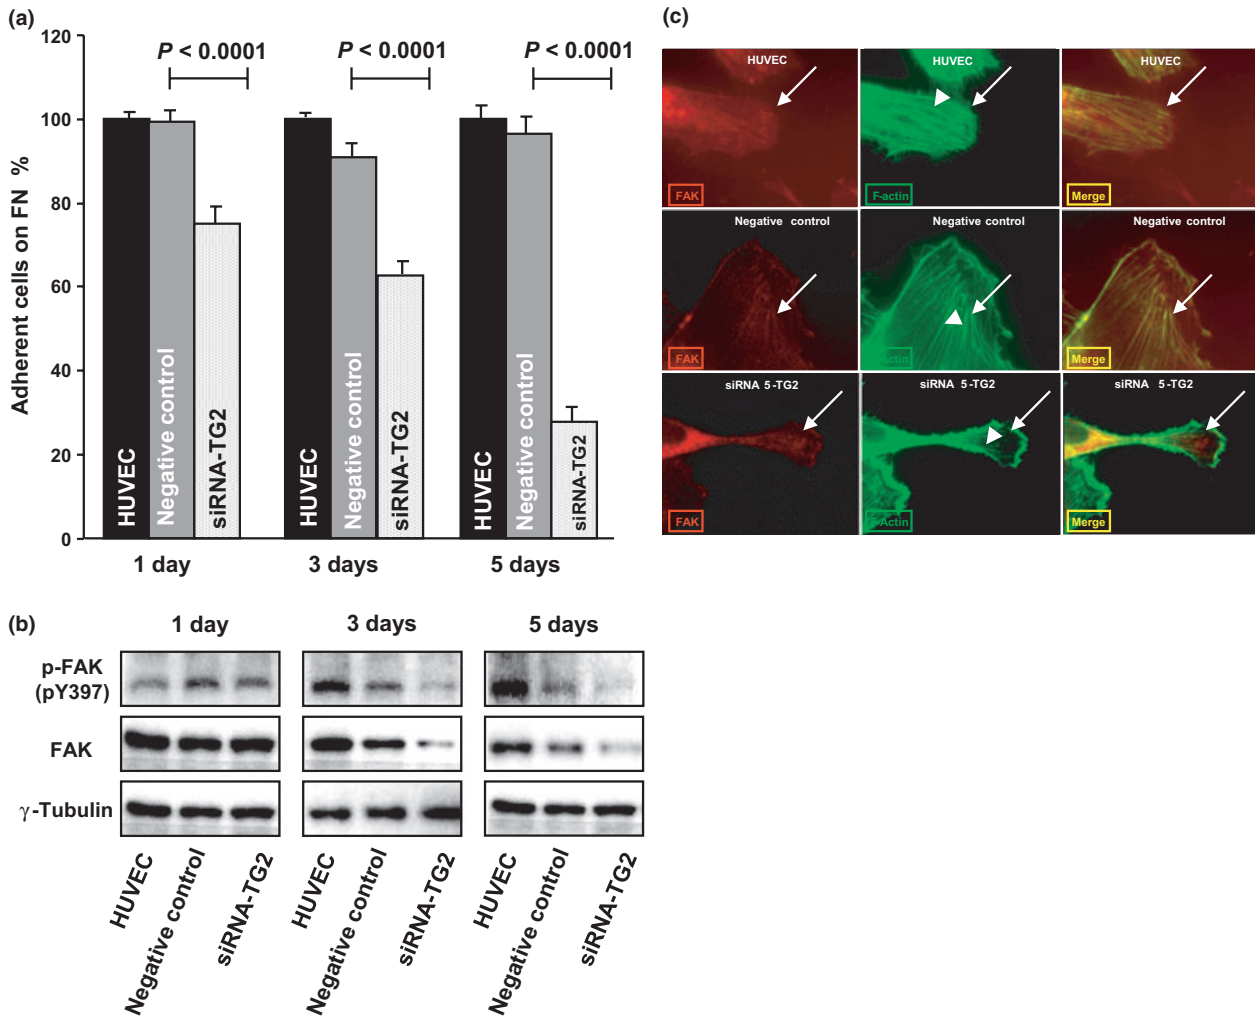 (a)
120
100
80
60
40
20
0
Adherent cells on FN %
P < 0.0001
P < 0.0001
P < 0.0001
HUVEC
Negative control
siRNA-TG2
HUVEC
Negative control
siRNA-TG2
HUVEC
Negative control
siRNA-TG2
1 day
3 days
5 days
(b)
1 day
3 days
5 days
p-FAK
(pY397)
FAK
γ-Tubulin
HUVEC
Negative control
siRNA-TG2
HUVEC
Negative control
siRNA-TG2
HUVEC
Negative control
siRNA-TG2
(c)
HUVEC
HUVEC
HUVEC
FAK
F-actin
Merge
Negative control
Negative control
Negative control
FAK
Actin
Merge
siRNA 5-TG2
siRNA 5-TG2
siRNA 5-TG2
FAK
F-Actin
Merge